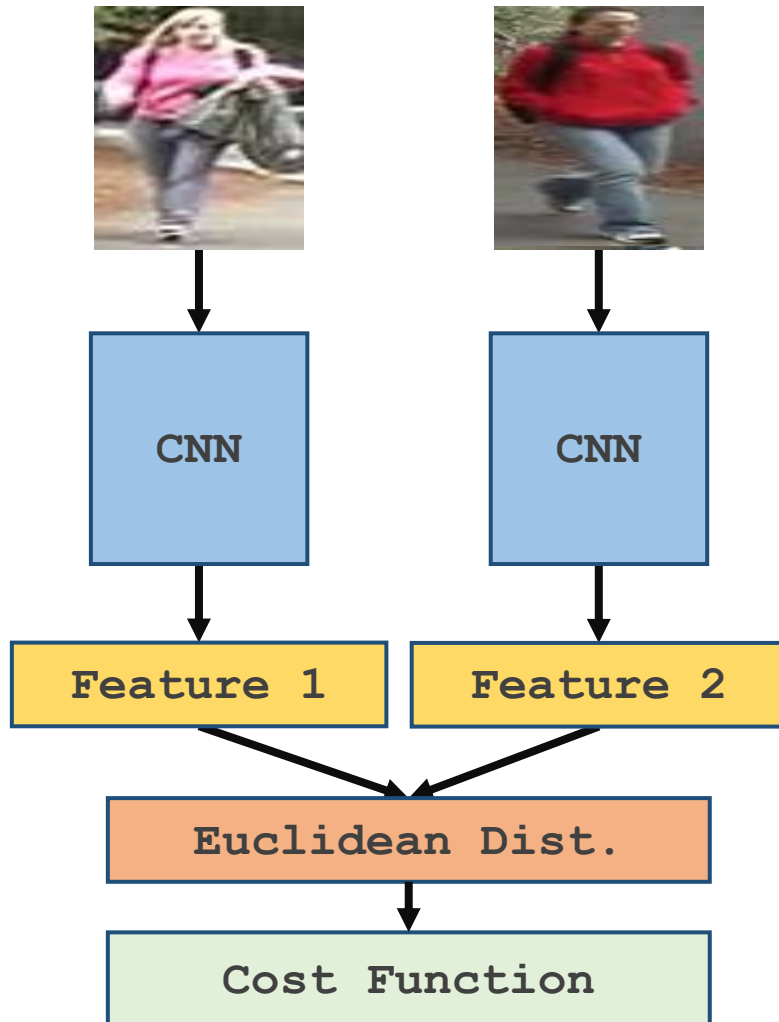 CNN
CNN
Feature 1
Feature 2
Euclidean Dist.
Cost Function